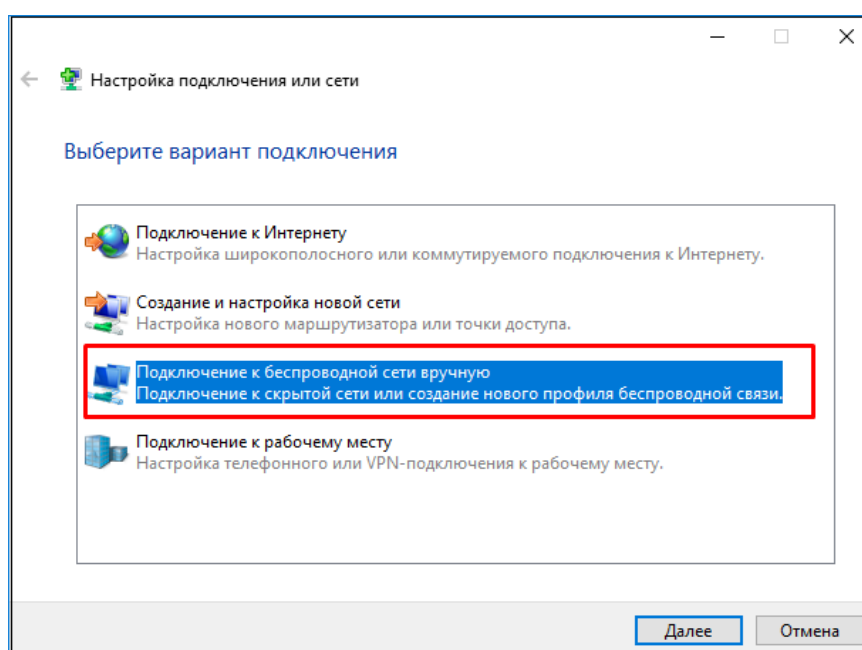 Настройка подключения или сети
Выберите вариант подключения
Подключение к Интернету
Настройка широкополосного или коммутируемого подключения к Интернету.
Создание и настройка новой сети
Настройка нового маршрутизатора или точки доступа.
Подключение к беспроводной сети вручную
Подключение к скрытой сети или создание нового профиля беспроводной связи.
Подключение к рабочему месту
Настройка телефонного или VPN-подключения к рабочему месту.
Далее
Отмена